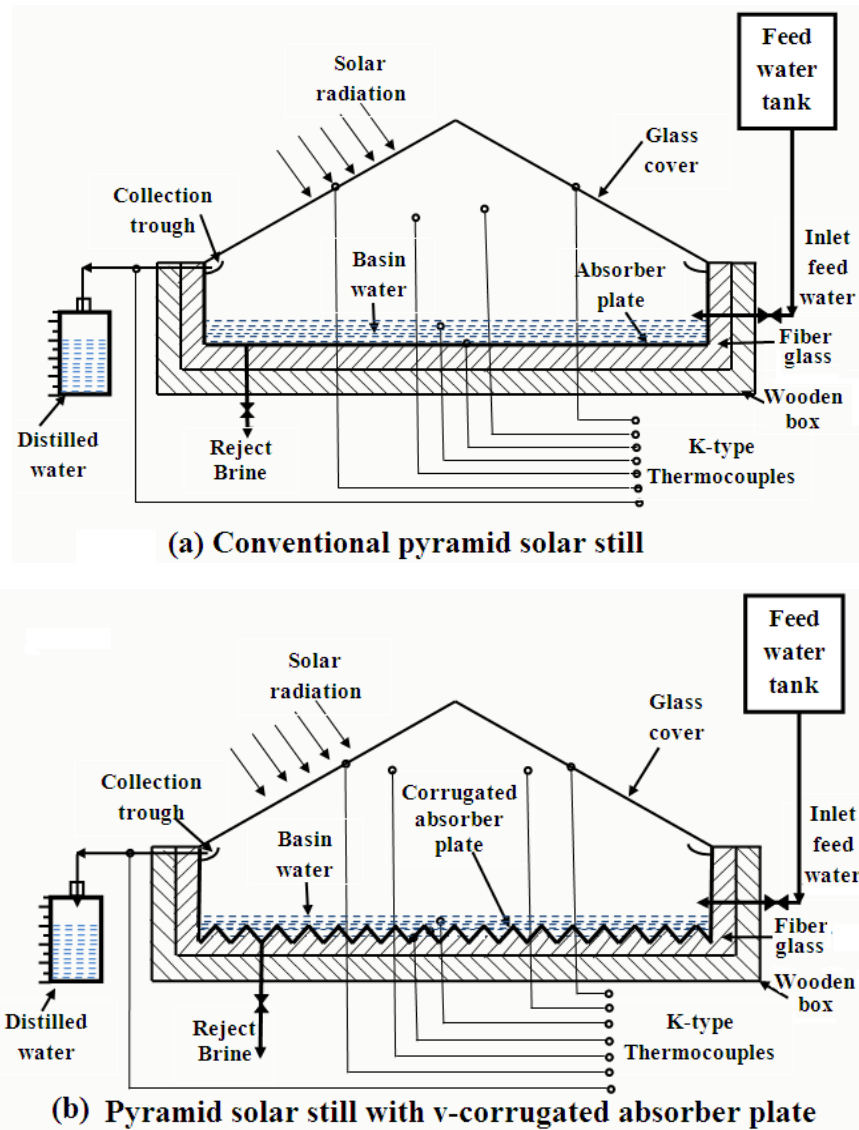 Feed
water
tank
Solar
radiation
Glass
cover
Collection
trough
Inlet
feed
water
Basin
water
Absorber
plate
Fiber
glass
Wooden
box
Distilled
water
Reject
Brine
K-type
Thermocouples
(a) Conventional pyramid solar still
Feed
water
tank
Solar
radiation
Glass
cover
Collection
trough
Corrugated
absorber
plate
Inlet
feed
water
Basin
water
Fiber
glass
Wooden
box
Distilled
water
Reject
Brine
K-type
Thermocouples
(b) Pyramid solar still with v-corrugated absorber plate